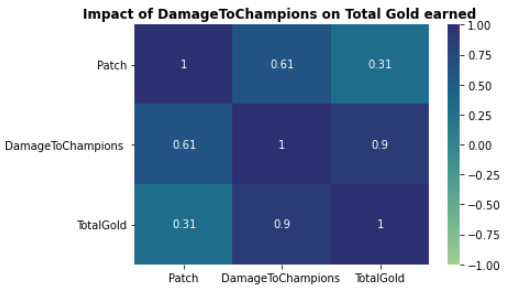 Impact of DamageToChampions on Total Gold earned
Patch 1 0.61 0.31
DamageToChampions 0.61 1 0.9
TotalGold 0.31 0.9 1
Patch DamageToChampions TotalGold
1.00
0.75
0.50
0.25
0.00
−0.25
−0.50
−0.75
−1.00